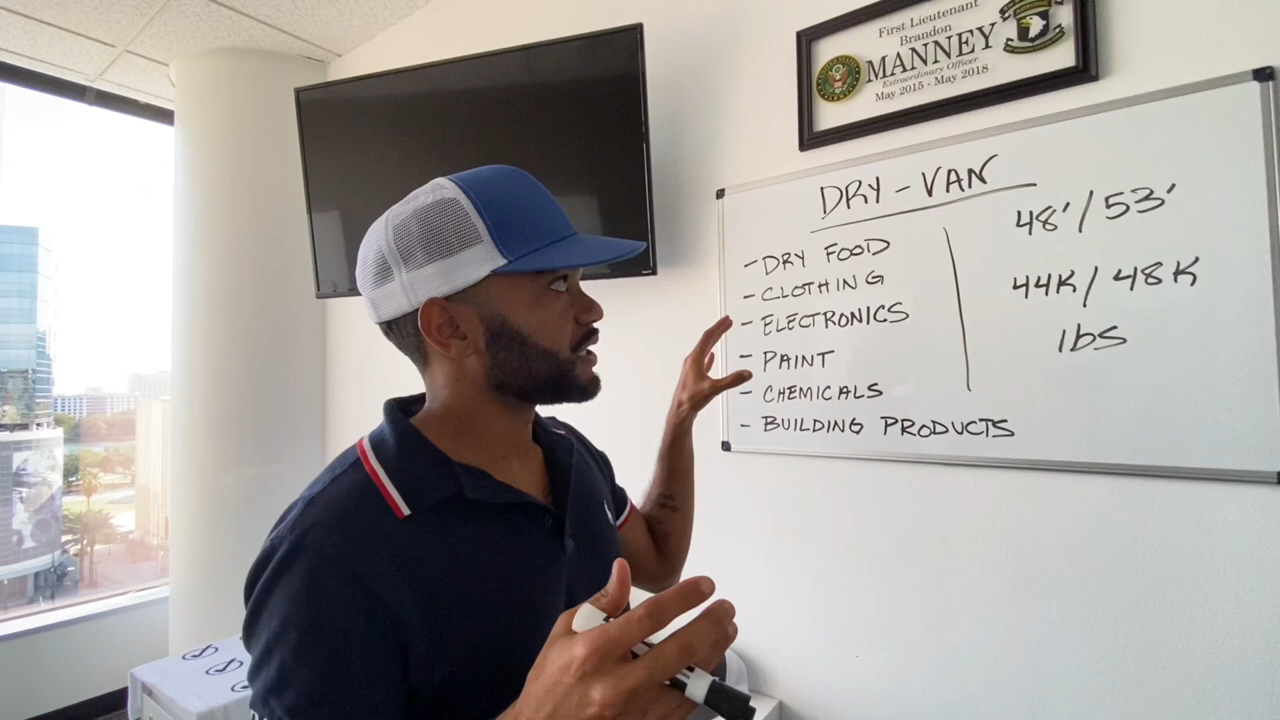 First Lieutenant
Brandon
MANNEY
Extraordinary Officer
May 2015 - May 2018
DRY - VAN
- DRY FOOD
- CLOTHING
- ELECTRONICS
- PAINT
- CHEMICALS
- BUILDING PRODUCTS
48' / 53'
44K / 48K
lbs